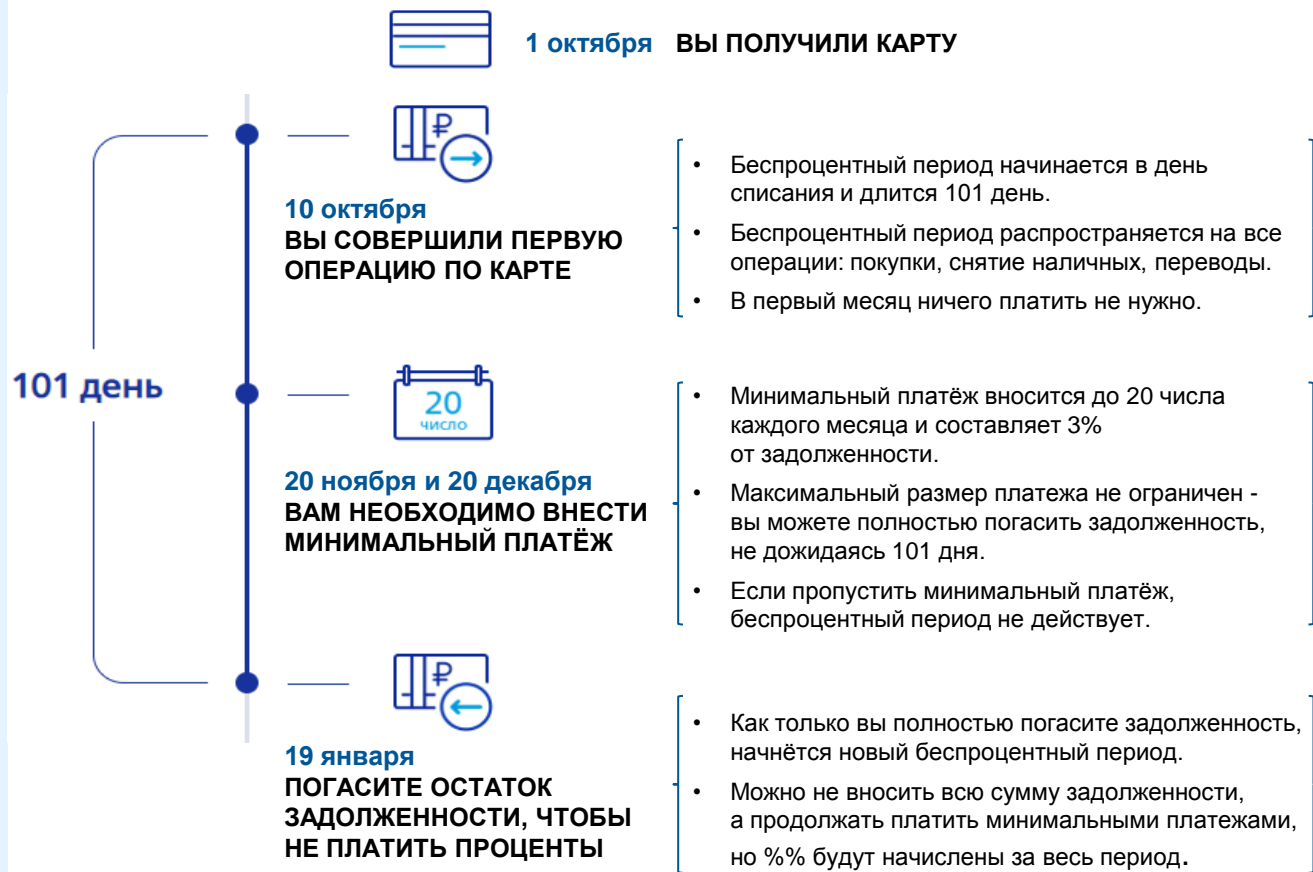 1 октября ВЫ ПОЛУЧИЛИ КАРТУ
101 день
10 октября
ВЫ СОВЕРШИЛИ ПЕРВУЮ
ОПЕРАЦИЮ ПО КАРТЕ
• Беспроцентный период начинается в день
списания и длится 101 день.
• Беспроцентный период распространяется на все
операции: покупки, снятие наличных, переводы.
• В первый месяц ничего платить не нужно.
20
число
20 ноября и 20 декабря
ВАМ НЕОБХОДИМО ВНЕСТИ
МИНИМАЛЬНЫЙ ПЛАТЁЖ
• Минимальный платёж вносится до 20 числа
каждого месяца и составляет 3%
от задолженности.
• Максимальный размер платежа не ограничен -
вы можете полностью погасить задолженность,
не дожидаясь 101 дня.
• Если пропустить минимальный платёж,
беспроцентный период не действует.
19 января
ПОГАСИТЕ ОСТАТОК
ЗАДОЛЖЕННОСТИ, ЧТОБЫ
НЕ ПЛАТИТЬ ПРОЦЕНТЫ
• Как только вы полностью погасите задолженность,
начнётся новый беспроцентный период.
• Можно не вносить всю сумму задолженности,
а продолжать платить минимальными платежами,
но %% будут начислены за весь период.